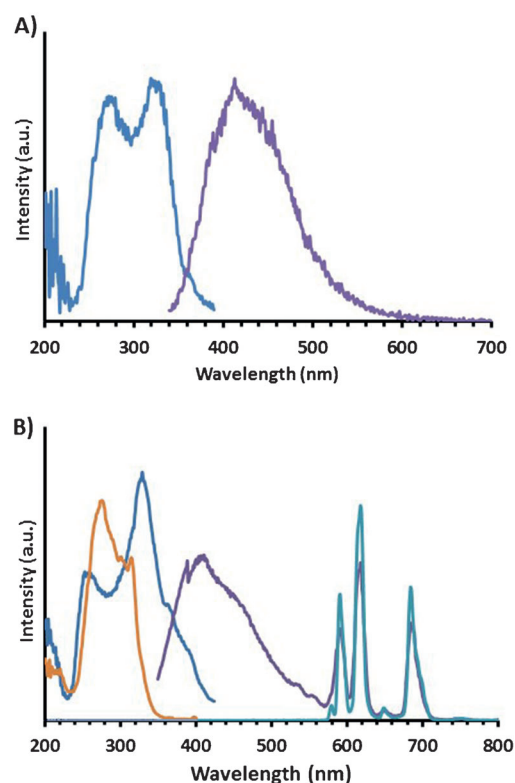 A)
Intensity (a.u.)
200 300 400 500 600 700
Wavelength (nm)
B)
Intensity (a.u.)
200 300 400 500 600 700 800
Wavelength (nm)